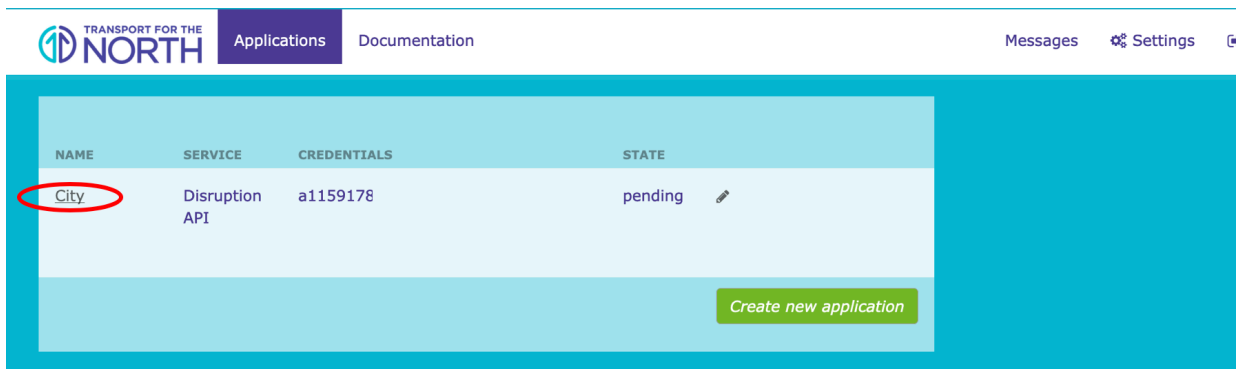 TRANSPORT FOR THE
NORTH
Applications
Documentation
Messages
Settings
NAME SERVICE CREDENTIALS STATE
City Disruption a1159178 pending
API
Create new application